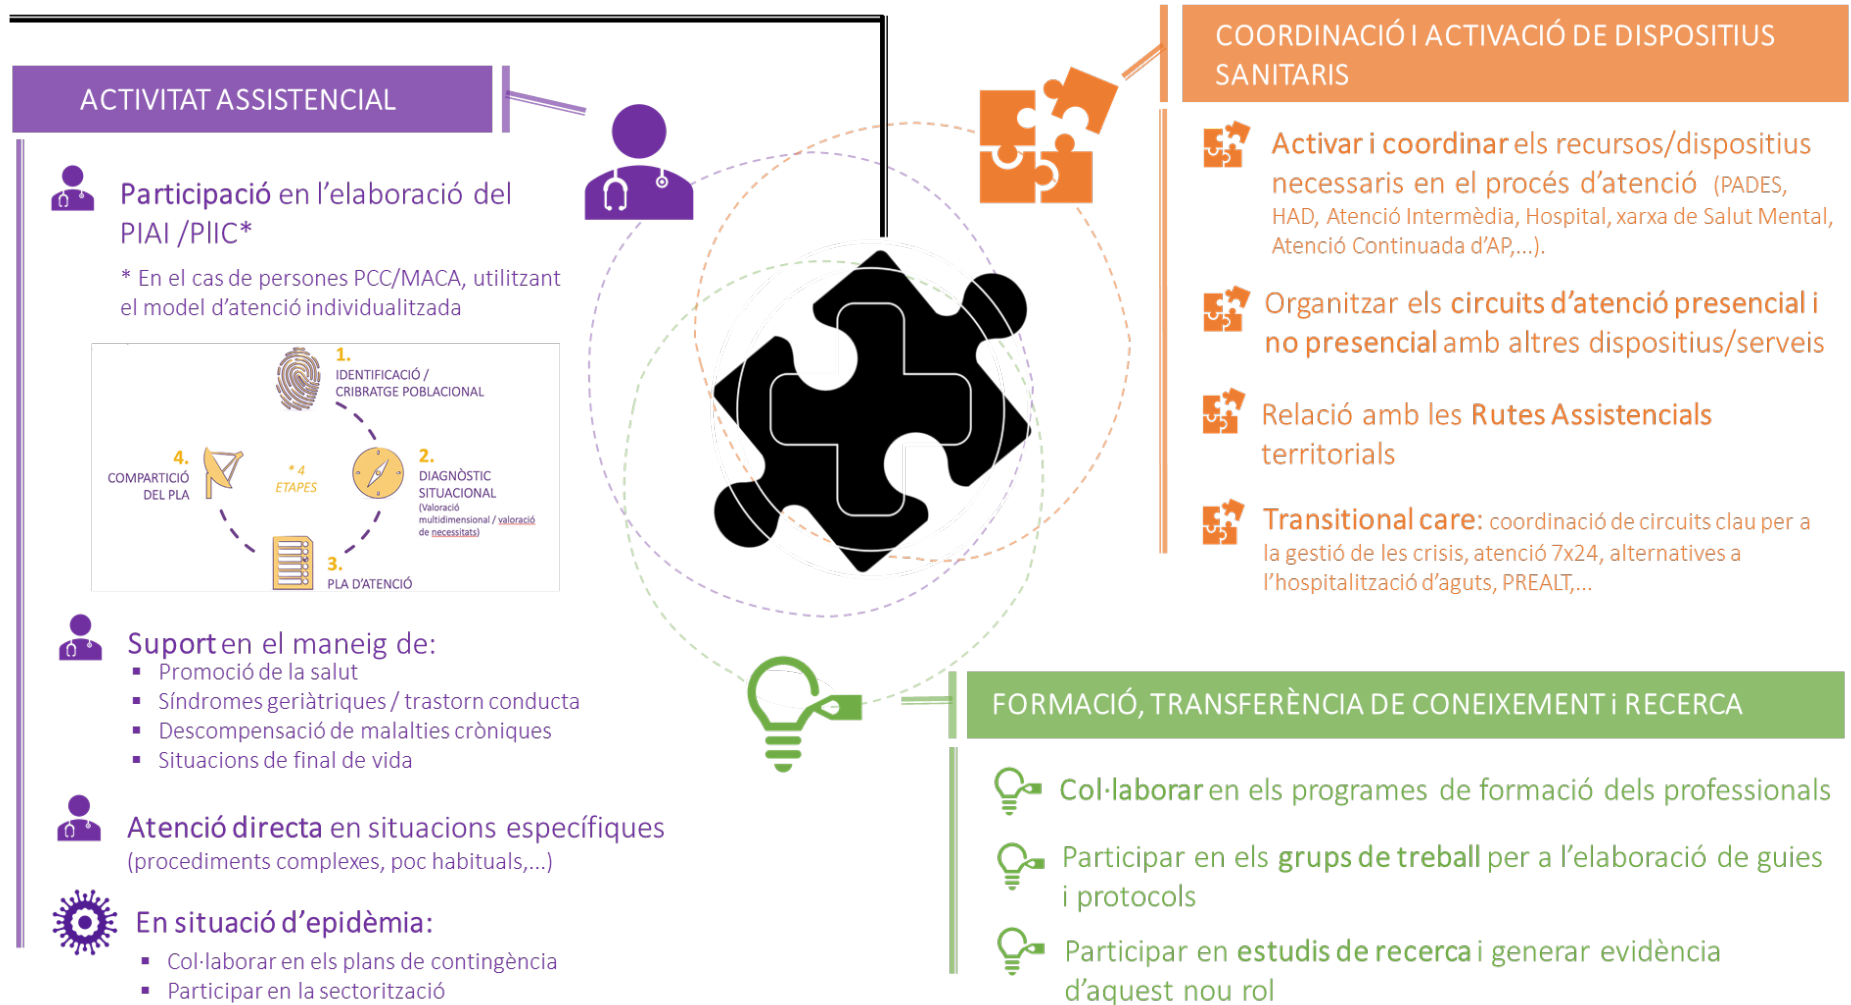 ACTIVITAT ASSISTENCIAL
Participació en l’elaboració del
PIAI /PIIC*
* En el cas de persones PCC/MACA, utilitzant
el model d’atenció individualitzada
1.
IDENTIFICACIÓ /
CRIBRATGE POBLACIONAL
2.
DIAGNÒSTIC
SITUACIONAL
(Valoració
multidimensional / valoració
de necessitats)
3.
PLA D’ATENCIÓ
4.
COMPARTICIÓ
DEL PLA
* 4
ETAPES
Suport en el maneig de:
▪ Promoció de la salut
▪ Síndromes geriàtriques / trastorn conducta
▪ Descompensació de malalties cròniques
▪ Situacions de final de vida
Atenció directa en situacions específiques
(procediments complexes, poc habituals,...)
En situació d’epidèmia:
▪ Col·laborar en els plans de contingència
▪ Participar en la sectorització
COORDINACIÓ I ACTIVACIÓ DE DISPOSITIUS
SANITARIS
Activar i coordinar els recursos/dispositius
necessaris en el procés d’atenció (PADES,
HAD, Atenció Intermèdia, Hospital, xarxa de Salut Mental,
Atenció Continuada d’AP,...).
Organitzar els circuits d’atenció presencial i
no presencial amb altres dispositius/serveis
Relació amb les Rutes Assistencials
territorials
Transitional care: coordinació de circuits clau per a
la gestió de les crisis, atenció 7x24, alternatives a
l’hospitalització d’aguts, PREALT,...
FORMACIÓ, TRANSFERÈNCIA DE CONEIXEMENT i RECERCA
Col·laborar en els programes de formació dels professionals
Participar en els grups de treball per a l’elaboració de guies
i protocols
Participar en estudis de recerca i generar evidència
d’aquest nou rol